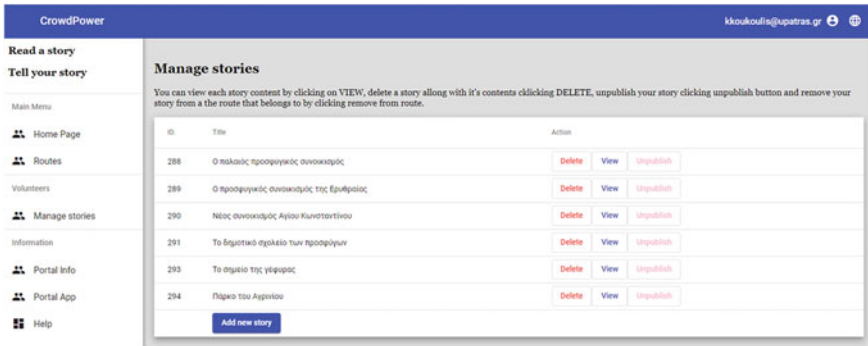 CrowdPower kkoukoulis@upatras.gr
Read a story
Tell your story
Main Menu
Home Page
Routes
Volunteers
Manage stories
Information
Portal Info
Portal App
Help
Manage stories
You can view each story content by clicking on VIEW, delete a story allong with it's contents cklicking DELETE, unpublish your story clicking unpublish button and remove your
story from a the route that belongs to by clicking remove from route.
ID. Title Action
288 Ο παλαιός προσφυγικός συνοικισμός Delete View Unpublish
289 Ο προσφυγικός συνοικισμός της Ερυθραίας Delete View Unpublish
290 Νέος συνοικισμός Αγίου Κωνσταντίνου Delete View Unpublish
291 Το δημοτικό σχολείο των προσφύγων Delete View Unpublish
293 Το σημείο της γέφυρας Delete View Unpublish
294 Πάρκο του Αγρινίου Delete View Unpublish
Add new story